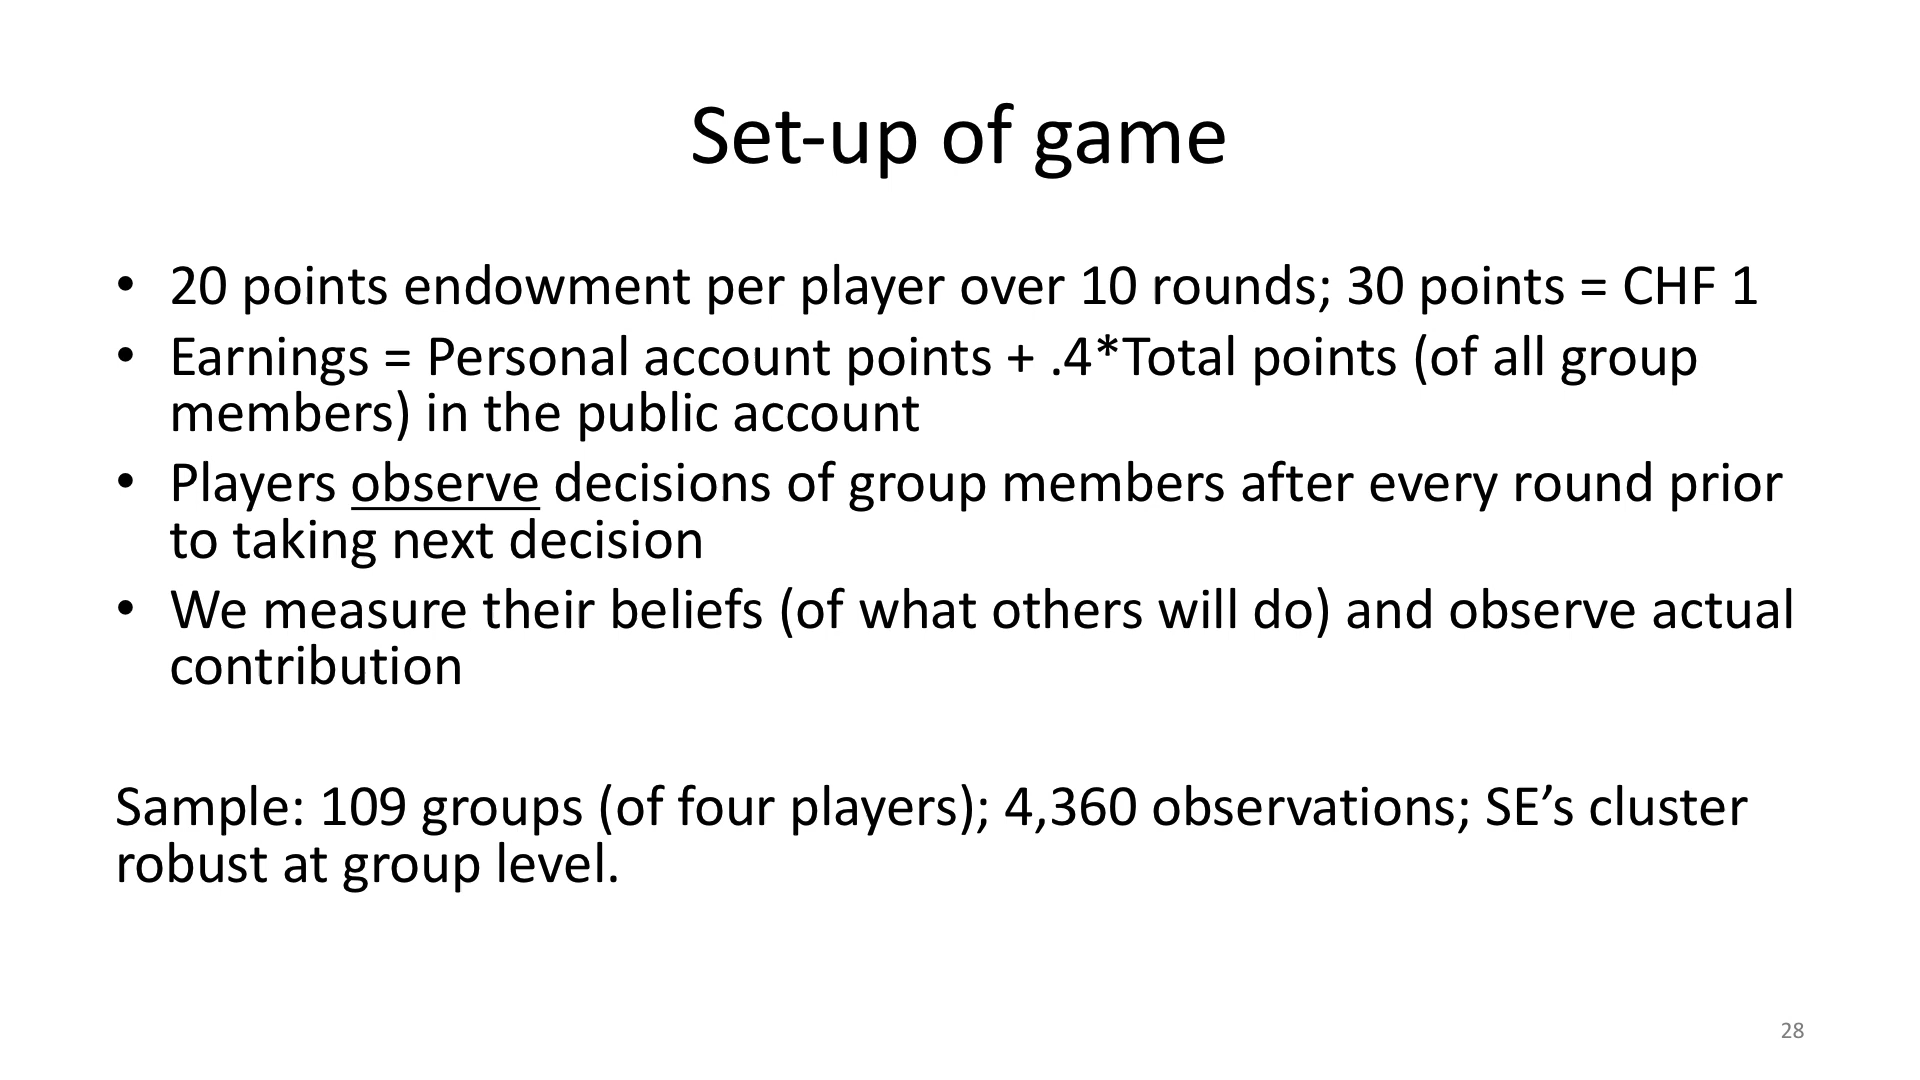 Set-up of game
• 20 points endowment per player over 10 rounds; 30 points = CHF 1
• Earnings = Personal account points + .4*Total points (of all group
members) in the public account
• Players observe decisions of group members after every round prior
to taking next decision
• We measure their beliefs (of what others will do) and observe actual
contribution
Sample: 109 groups (of four players); 4,360 observations; SE’s cluster
robust at group level.
28